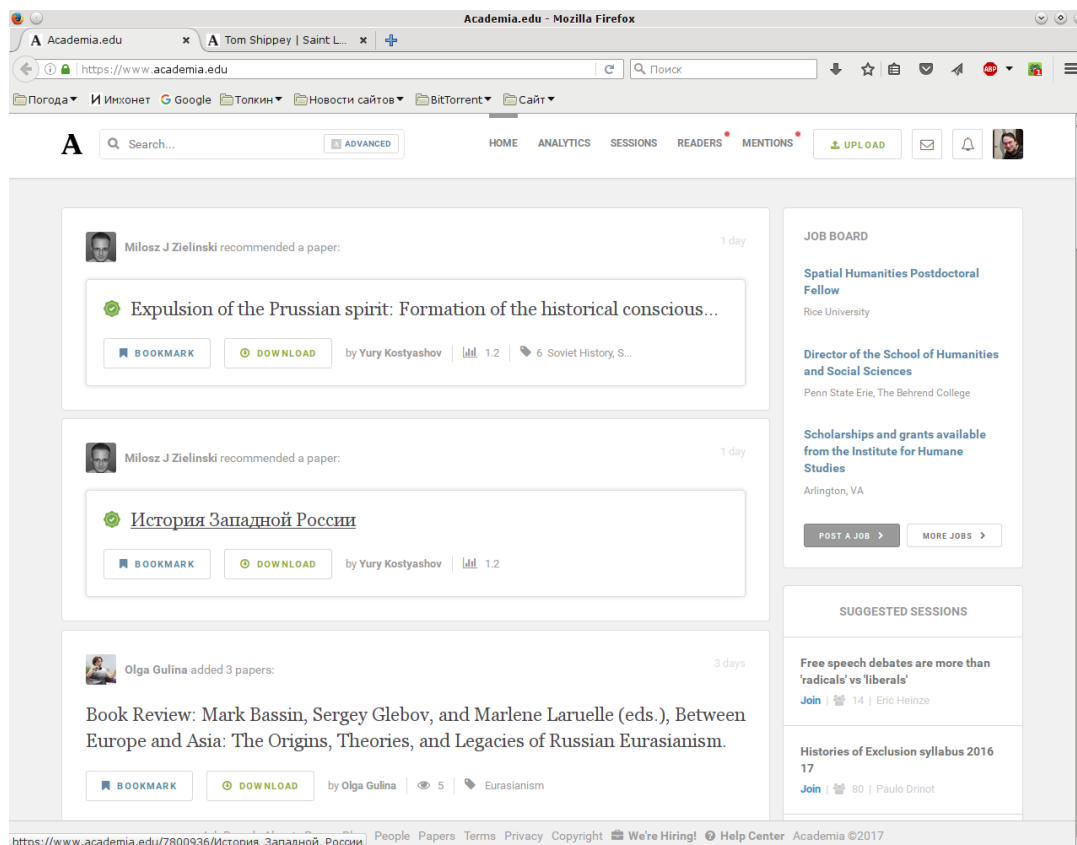 Academia.edu - Mozilla Firefox
A Academia.edu × A Tom Shippey | Saint L... ×
https://www.academia.edu Поиск ABP
Погода Имхонет Google Толкин Новости сайтов BitTorrent Сайт
A Search... ADVANCED HOME ANALYTICS SESSIONS READERS MENTIONS UPLOAD
Milosz J Zielinski recommended a paper: 1 day
Expulsion of the Prussian spirit: Formation of the historical conscious...
BOOKMARK DOWNLOAD by Yury Kostyashov 1.2 6 Soviet History, S...
Milosz J Zielinski recommended a paper: 1 day
История Западной России
BOOKMARK DOWNLOAD by Yury Kostyashov 1.2
Olga Gulina added 3 papers: 3 days
Book Review: Mark Bassin, Sergey Glebov, and Marlene Laruelle (eds.), Between
Europe and Asia: The Origins, Theories, and Legacies of Russian Eurasianism.
BOOKMARK DOWNLOAD by Olga Gulina 5 Eurasianism
JOB BOARD
Spatial Humanities Postdoctoral
Fellow
Rice University
Director of the School of Humanities
and Social Sciences
Penn State Erie, The Behrend College
Scholarships and grants available
from the Institute for Humane
Studies
Arlington, VA
POST A JOB MORE JOBS
SUGGESTED SESSIONS
Free speech debates are more than
'radicals' vs 'liberals'
Join | 14 | Eric Heinze
Histories of Exclusion syllabus 2016
17
Join | 80 | Paulo Drinot
People Papers Terms Privacy Copyright We're Hiring! Help Center Academia ©2017
https://www.academia.edu/7800936/История_Западной_России